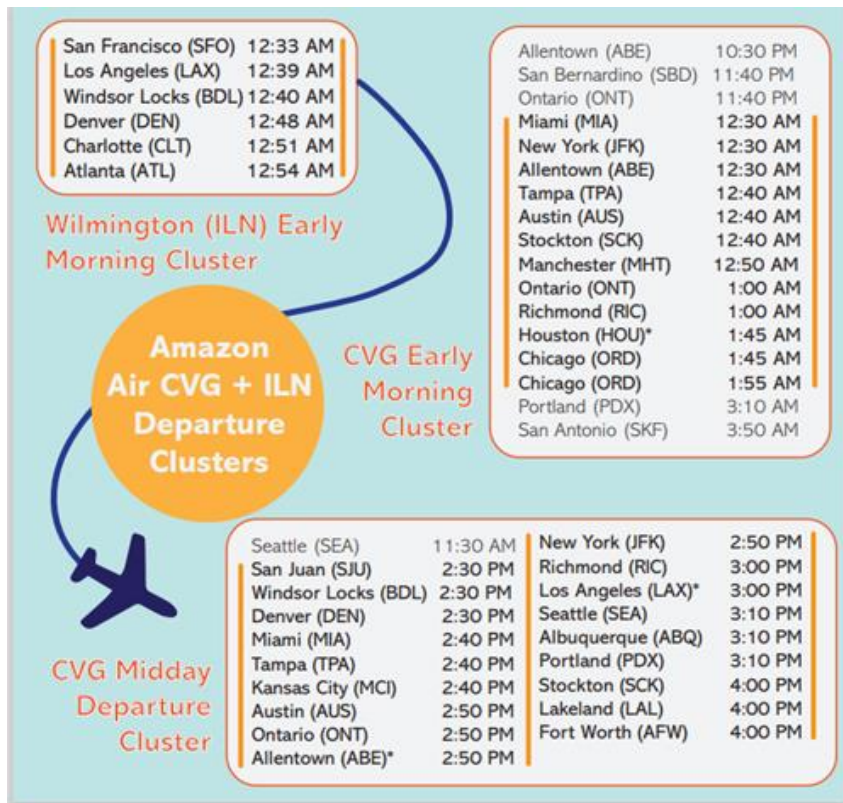 San Francisco (SFO) 12:33 AM
Los Angeles (LAX) 12:39 AM
Windsor Locks (BDL) 12:40 AM
Denver (DEN) 12:48 AM
Charlotte (CLT) 12:51 AM
Atlanta (ATL) 12:54 AM
Wilmington (ILN) Early
Morning Cluster
Allentown (ABE) 10:30 PM
San Bernardino (SBD) 11:40 PM
Ontario (ONT) 11:40 PM
Miami (MIA) 12:30 AM
New York (JFK) 12:30 AM
Allentown (ABE) 12:30 AM
Tampa (TPA) 12:40 AM
Austin (AUS) 12:40 AM
Stockton (SCK) 12:40 AM
Manchester (MHT) 12:50 AM
Ontario (ONT) 1:00 AM
Richmond (RIC) 1:00 AM
Houston (HOU)* 1:45 AM
Chicago (ORD) 1:45 AM
Chicago (ORD) 1:55 AM
Portland (PDX) 3:10 AM
San Antonio (SKF) 3:50 AM
CVG Early
Morning
Cluster
Amazon
Air CVG + ILN
Departure
Clusters
Seattle (SEA) 11:30 AM
San Juan (SJU) 2:30 PM
Windsor Locks (BDL) 2:30 PM
Denver (DEN) 2:30 PM
Miami (MIA) 2:40 PM
Tampa (TPA) 2:40 PM
Kansas City (MCI) 2:40 PM
Austin (AUS) 2:50 PM
Ontario (ONT) 2:50 PM
Allentown (ABE)* 2:50 PM
New York (JFK) 2:50 PM
Richmond (RIC) 3:00 PM
Los Angeles (LAX)* 3:00 PM
Seattle (SEA) 3:10 PM
Albuquerque (ABQ) 3:10 PM
Portland (PDX) 3:10 PM
Stockton (SCK) 4:00 PM
Lakeland (LAL) 4:00 PM
Fort Worth (AFW) 4:00 PM
CVG Midday
Departure
Cluster